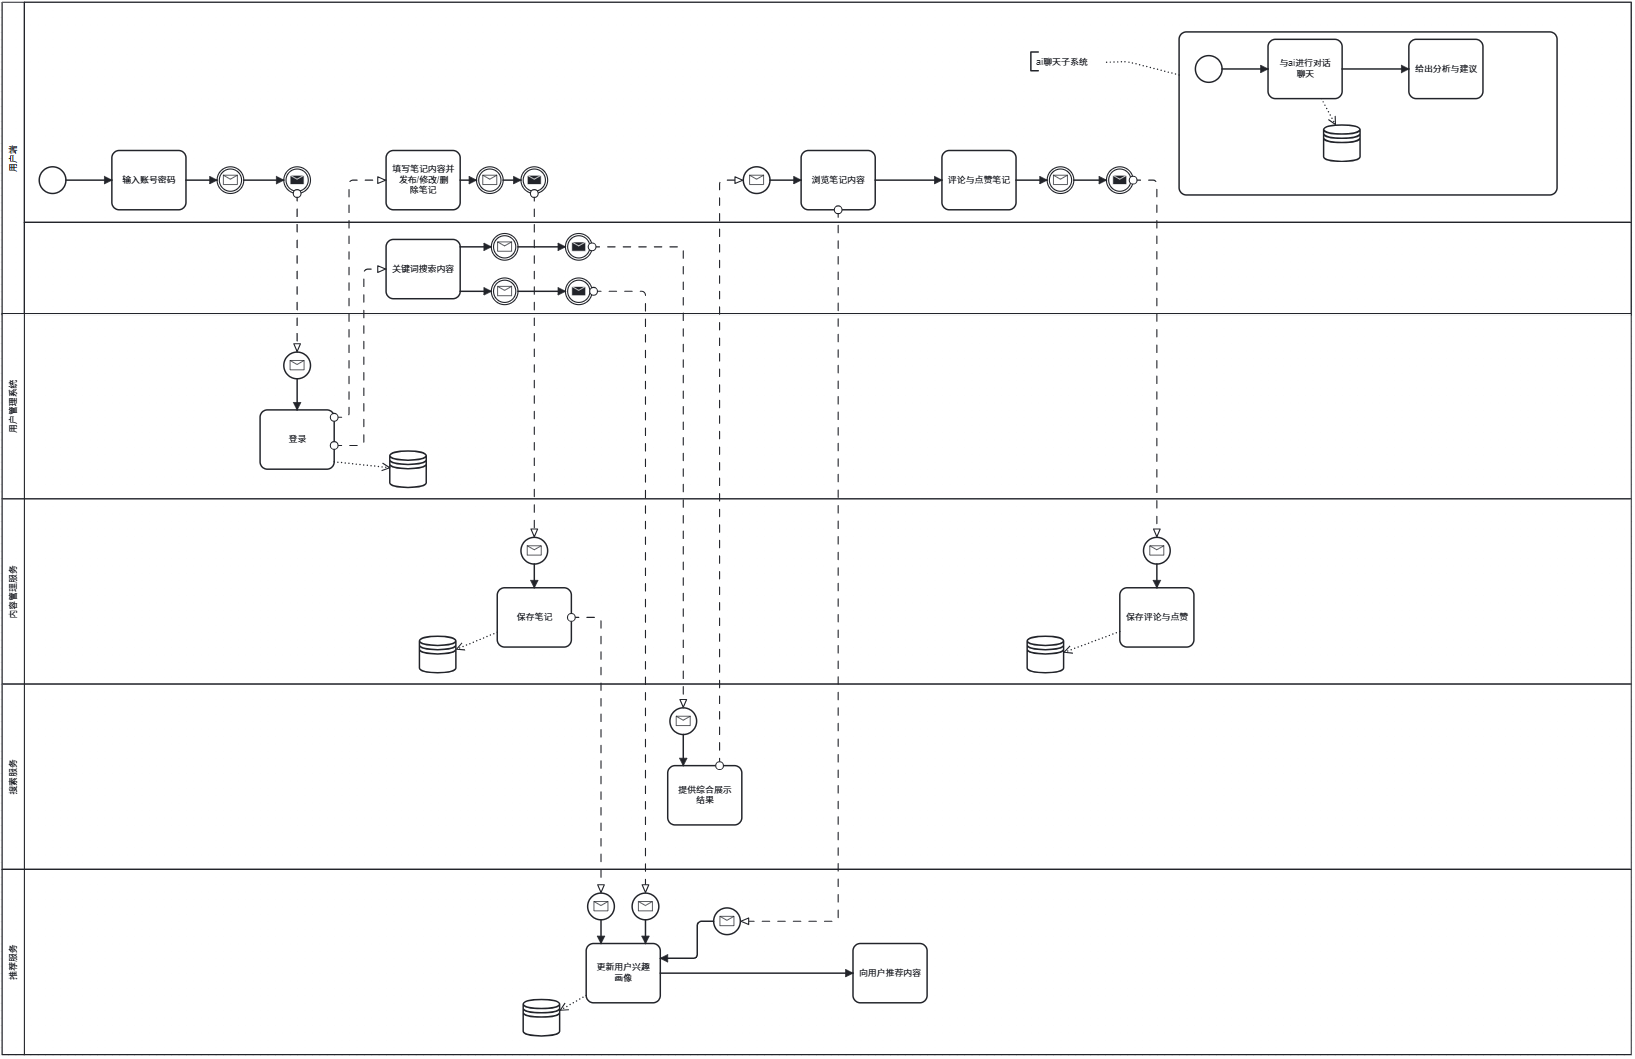 ai聊天子系统
与ai进行对话
聊天
给出分析与建议
用户端
输入账号密码
填写笔记内容并
发布/修改/删
除笔记
浏览笔记内容
评论与点赞笔记
关键词搜索内容
用户管理系统
登录
内容管理服务
保存笔记
保存评论与点赞
搜素服务
提供综合展示
结果
推荐服务
更新用户兴趣
画像
向用户推荐内容